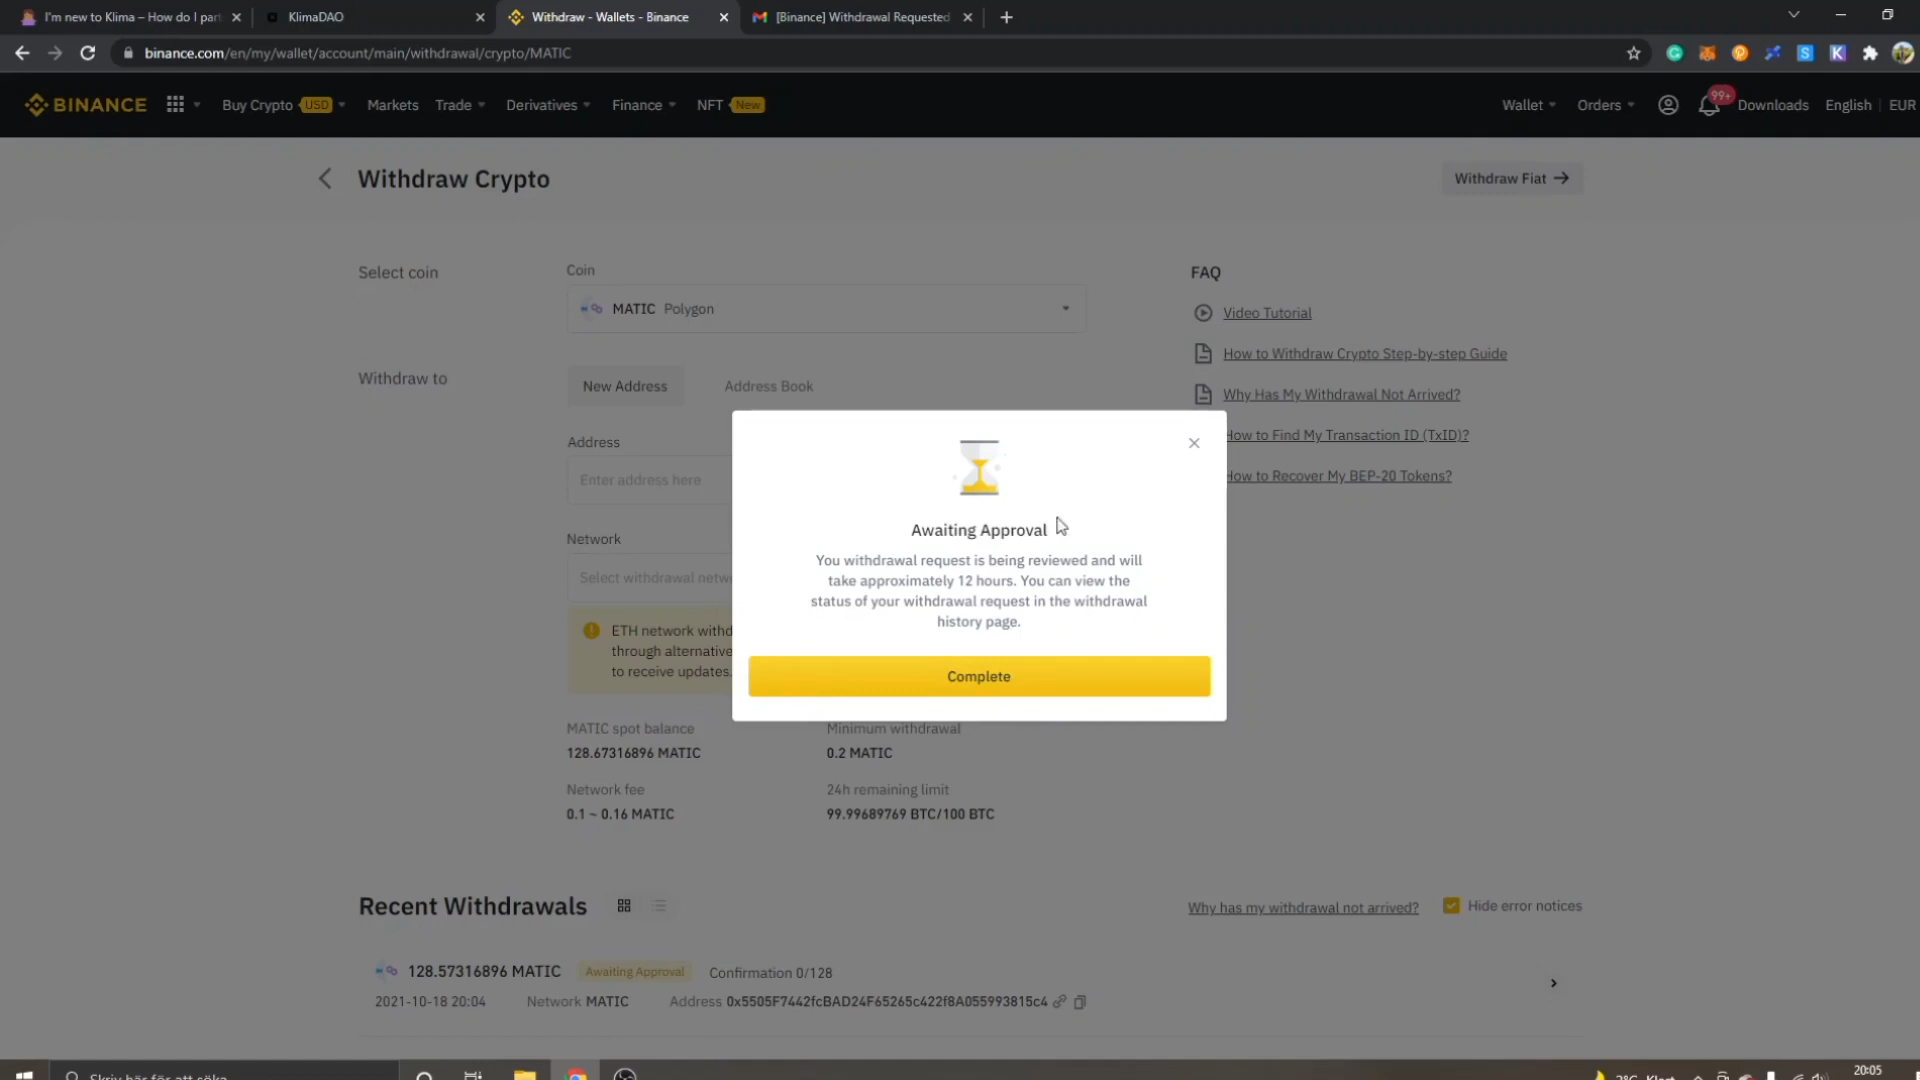 I'm new to Klima – How do I part
KlimaDAO
Withdraw - Wallets - Binance
[Binance] Withdrawal Requested
binance.com/en/my/wallet/account/main/withdrawal/crypto/MATIC
BINANCE
Buy Crypto USD
Markets
Trade
Derivatives
Finance
NFT New
Wallet
Orders
99+
Downloads
English
EUR
Withdraw Crypto
Withdraw Fiat
Select coin
Coin
MATIC Polygon
FAQ
Video Tutorial
How to Withdraw Crypto Step-by-step Guide
Why Has My Withdrawal Not Arrived?
How to Find My Transaction ID (TxID)?
How to Recover My BEP-20 Tokens?
Withdraw to
New Address
Address Book
Address
Enter address here
Network
Select withdrawal netw
ETH network withd
through alternative
to receive updates.
Awaiting Approval
You withdrawal request is being reviewed and will
take approximately 12 hours. You can view the
status of your withdrawal request in the withdrawal
history page.
Complete
MATIC spot balance
128.67316896 MATIC
Minimum withdrawal
0.2 MATIC
Network fee
0.1 ~ 0.16 MATIC
24h remaining limit
99.99689769 BTC/100 BTC
Recent Withdrawals
Why has my withdrawal not arrived?
Hide error notices
128.57316896 MATIC
Awaiting Approval
Confirmation 0/128
2021-10-18 20:04
Network MATIC
Address 0x5505F7442fcBAD24F65265c422f8A055993815c4
Skriv här för att söka
20:05